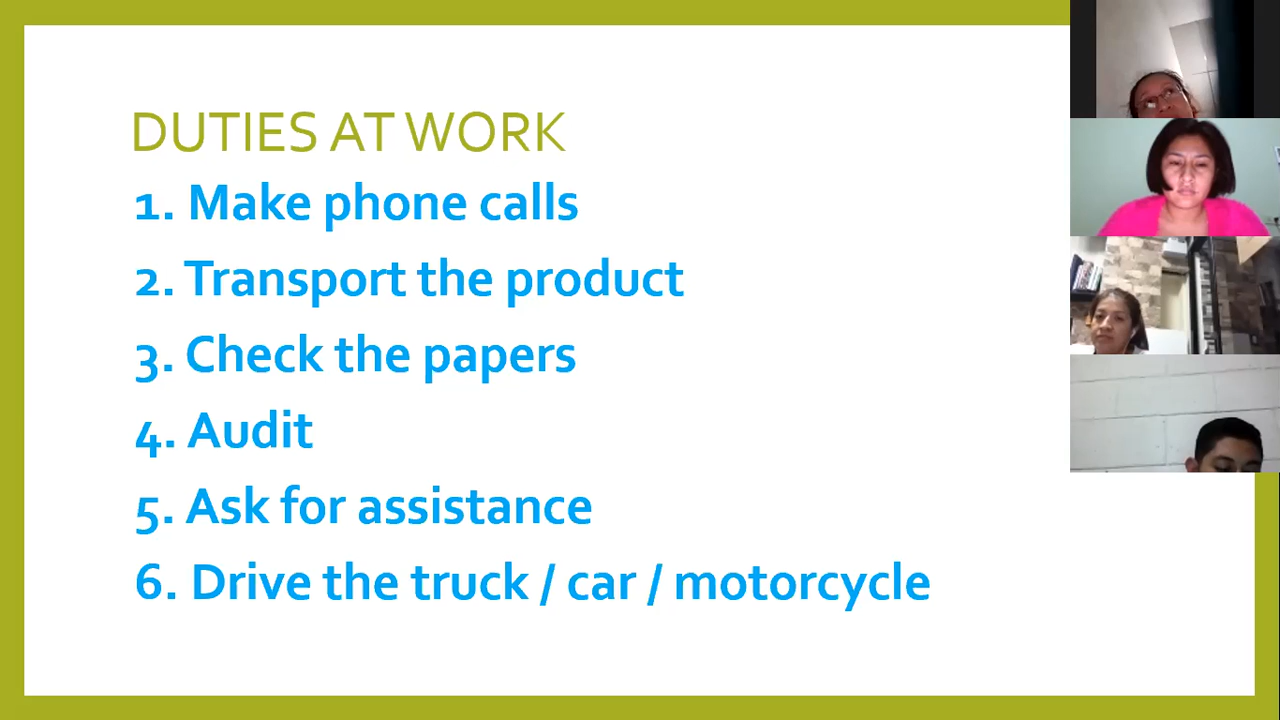 DUTIES AT WORK
1. Make phone calls
2. Transport the product
3. Check the papers
4. Audit
5. Ask for assistance
6. Drive the truck / car / motorcycle